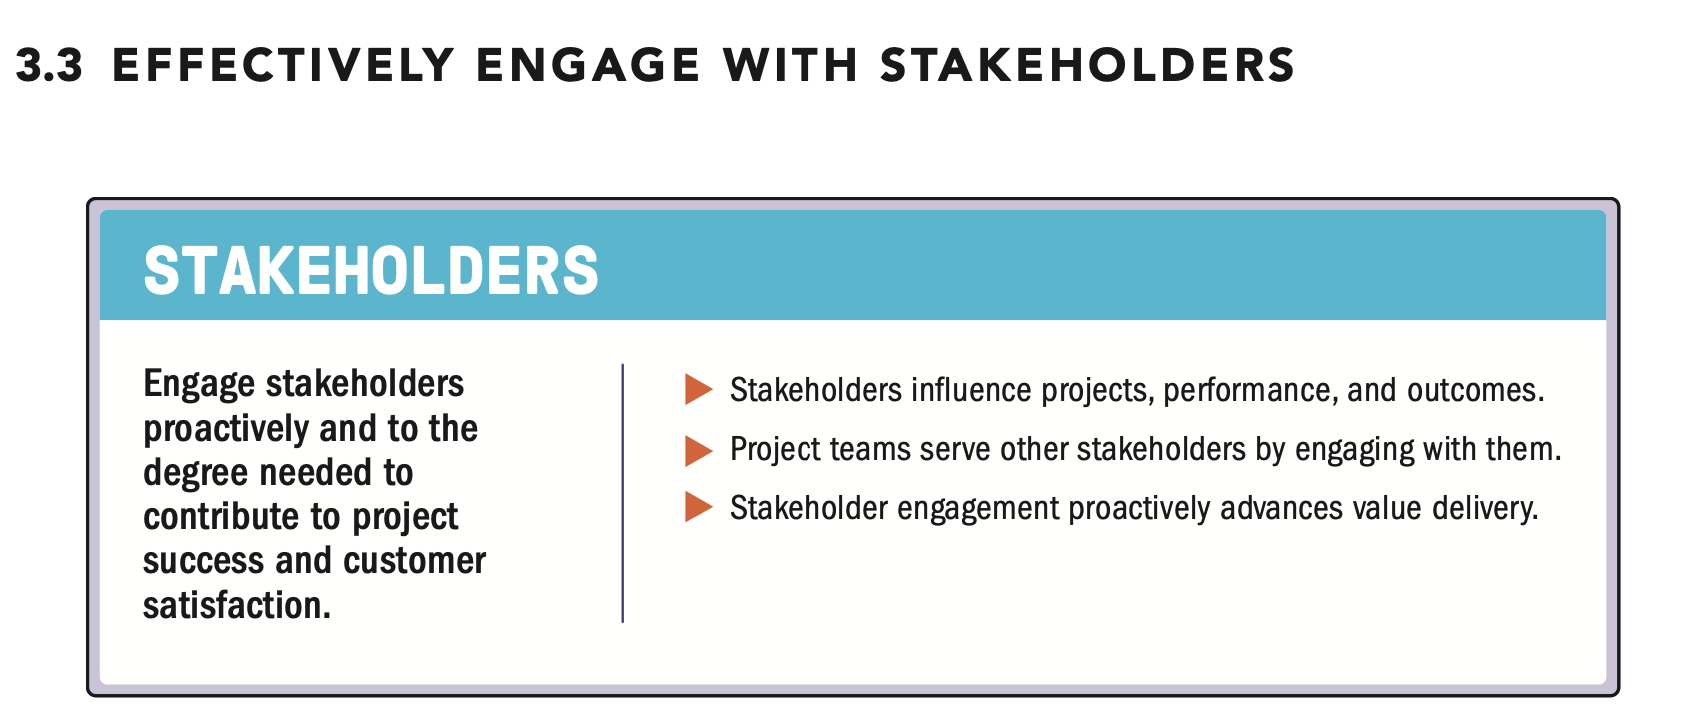 3.3 EFFECTIVELY ENGAGE WITH STAKEHOLDERS
STAKEHOLDERS
Engage stakeholders
proactively and to the
degree needed to
contribute to project
success and customer
satisfaction.
Stakeholders influence projects, performance, and outcomes.
Project teams serve other stakeholders by engaging with them.
Stakeholder engagement proactively advances value delivery.